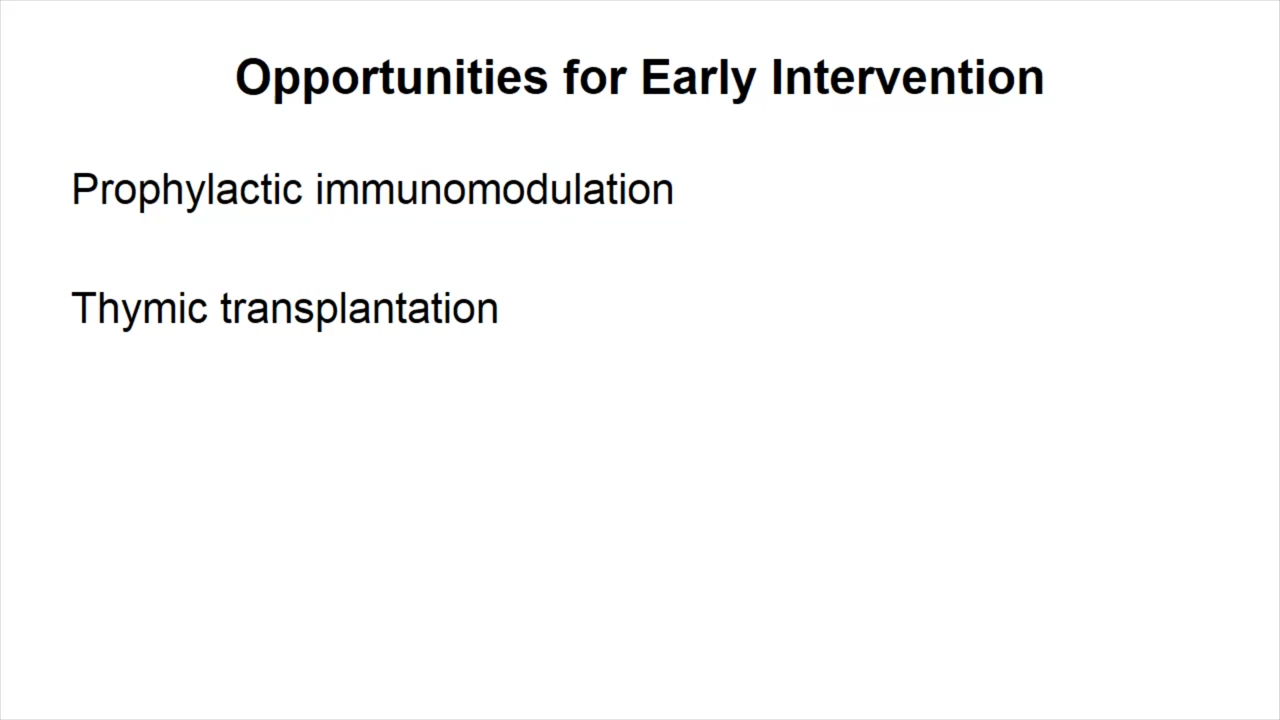 Opportunities for Early Intervention
Prophylactic immunomodulation
Thymic transplantation